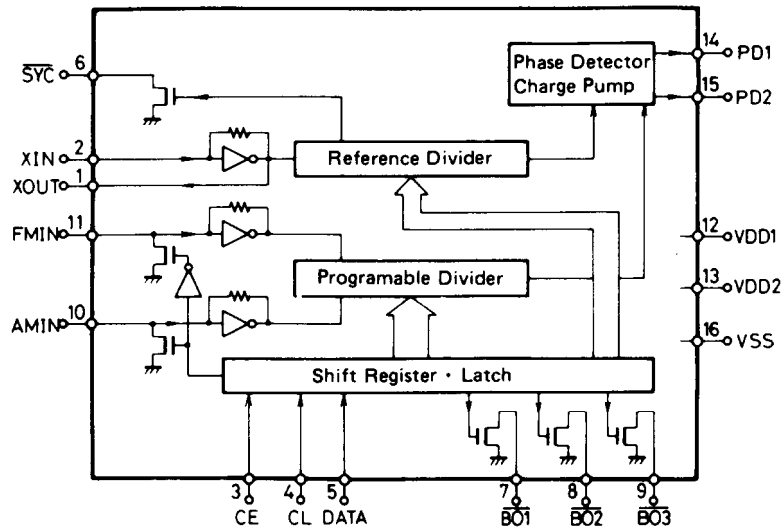 6
SYC
14
PD1
Phase Detector
Charge Pump
15
PD2
2
XIN
Reference Divider
1
XOUT
11
FMIN
12
VDD1
Programable Divider
13
VDD2
10
AMIN
16
VSS
Shift Register · Latch
3
4
5
7
8
9
CE
CL
DATA
BO1
BO2
BO3